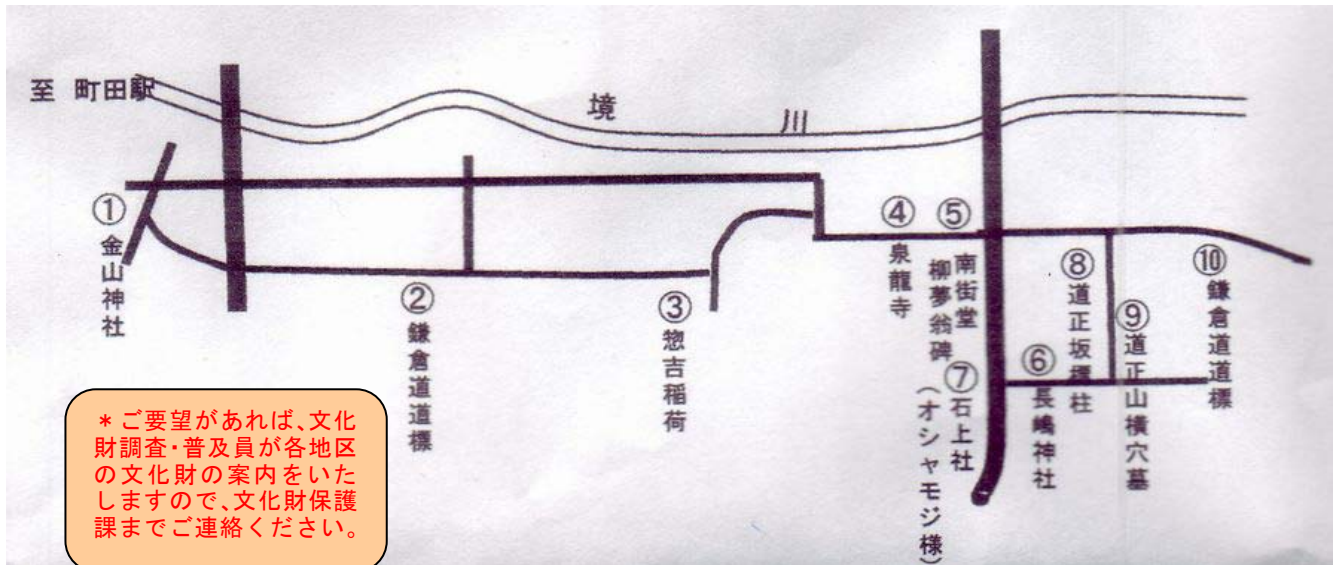 至 町田駅
境 川
①金山神社
②鎌倉道道標
③惣吉稲荷
④泉龍寺
⑤南街堂
柳夢翁碑
⑥長嶋神社
⑦石上社
(オシャモジ様)
⑧道正坂標柱
⑨道正山横穴墓
⑩鎌倉道道標
*ご要望があれば、文化
財調査・普及員が各地区
の文化財の案内をいた
しますので、文化財保護
課までご連絡ください。